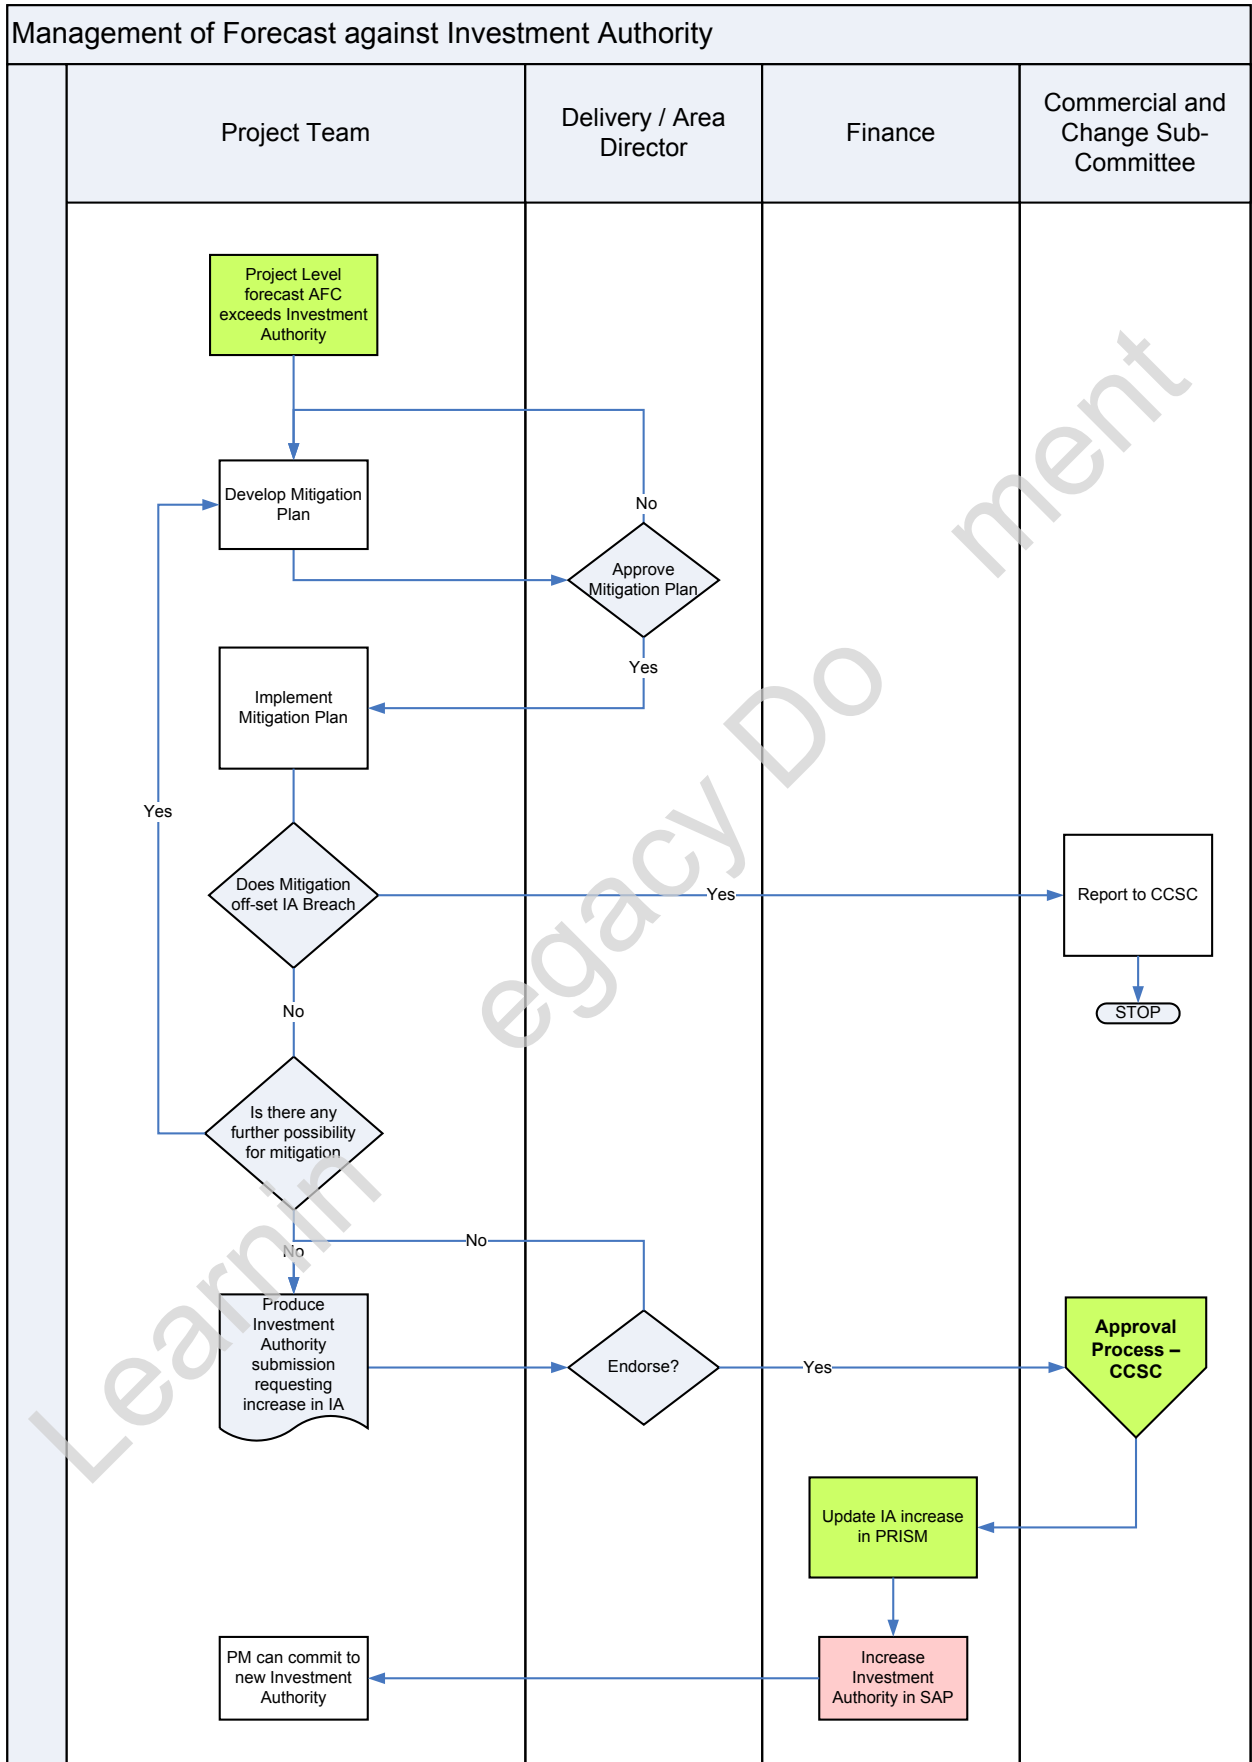 Management of Forecast against Investment Authority
Project Team
Delivery / Area
Director
Finance
Commercial and
Change Sub-
Committee
Project Level
forecast AFC
exceeds Investment
Authority
Develop Mitigation
Plan
No
Approve
Mitigation Plan
Yes
Implement
Mitigation Plan
Yes
Does Mitigation
off-set IA Breach
Yes
Report to CCSC
STOP
No
Is there any
further possibility
for mitigation
No
No
Produce
Investment
Authority
submission
requesting
increase in IA
Endorse?
Yes
Approval
Process –
CCSC
Update IA increase
in PRISM
Increase
Investment
Authority in SAP
PM can commit to
new Investment
Authority
Learnin egacy Do ment